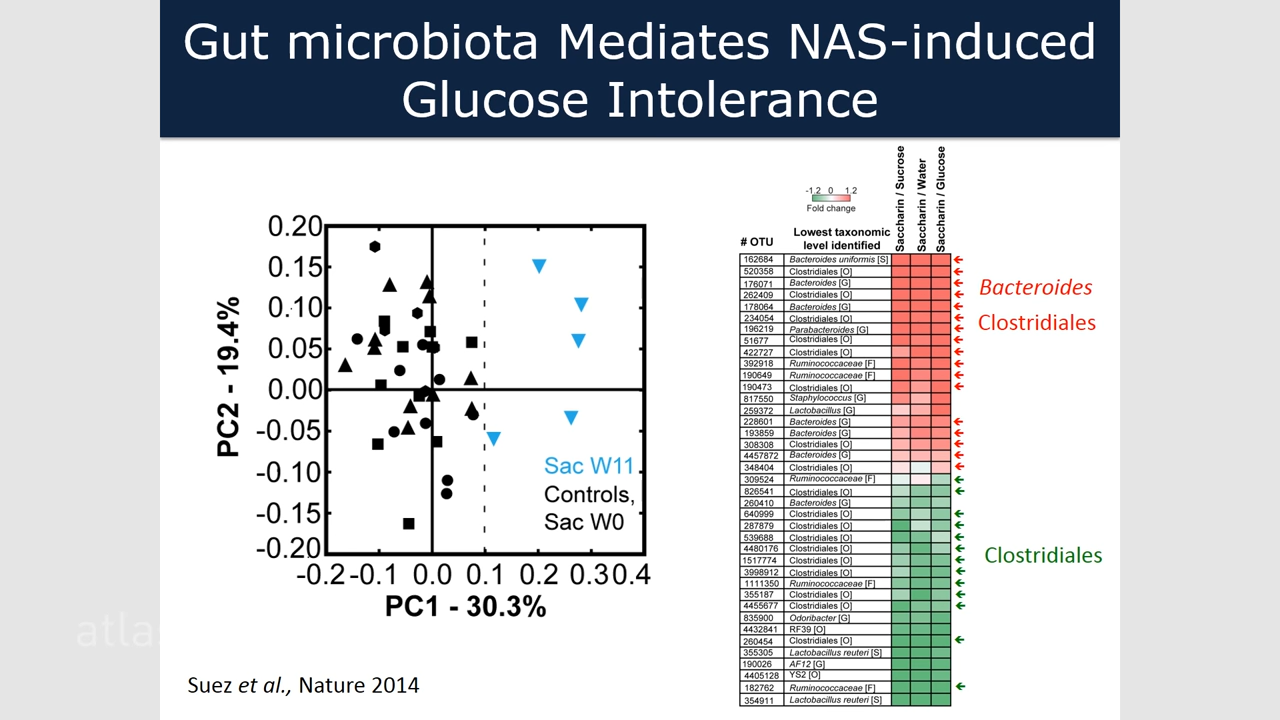 Gut microbiota Mediates NAS-induced
Glucose Intolerance
0.20
0.15
0.10
0.05
0.00
-0.05
-0.10
-0.15
-0.20
-0.2
-0.1
0.0
0.1
0.2
0.3
0.4
PC2 - 19.4%
PC1 - 30.3%
Sac W11
Controls,
Sac W0
-1.2 0 1.2
Fold change
Saccharin / Sucrose
Saccharin / Water
Saccharin / Glucose
# OTU
Lowest taxonomic
level identified
162684 Bacteroides uniformis [S]
520358 Clostridiales [O]
176071 Bacteroides [G]
262409 Clostridiales [O]
178064 Bacteroides [G]
234054 Clostridiales [O]
196219 Parabacteroides [G]
51677 Clostridiales [O]
422727 Clostridiales [O]
392918 Ruminococcaceae [F]
190649 Ruminococcaceae [F]
190473 Clostridiales [O]
817550 Staphylococcus [G]
259372 Lactobacillus [G]
228601 Bacteroides [G]
193859 Bacteroides [G]
308308 Clostridiales [O]
4457872 Bacteroides [G]
348404 Clostridiales [O]
309524 Ruminococcaceae [F]
826541 Clostridiales [O]
260410 Bacteroides [G]
640999 Clostridiales [O]
287879 Clostridiales [O]
539688 Clostridiales [O]
4480176 Clostridiales [O]
1517774 Clostridiales [O]
3998912 Clostridiales [O]
1111350 Ruminococcaceae [F]
355187 Clostridiales [O]
4455677 Clostridiales [O]
835900 Odoribacter [G]
4432841 RF39 [O]
260454 Clostridiales [O]
355305 Lactobacillus reuteri [S]
190026 AF12 [G]
4405128 YS2 [O]
182762 Ruminococcaceae [F]
354911 Lactobacillus reuteri [S]
Bacteroides
Clostridiales
Clostridiales
Suez et al., Nature 2014